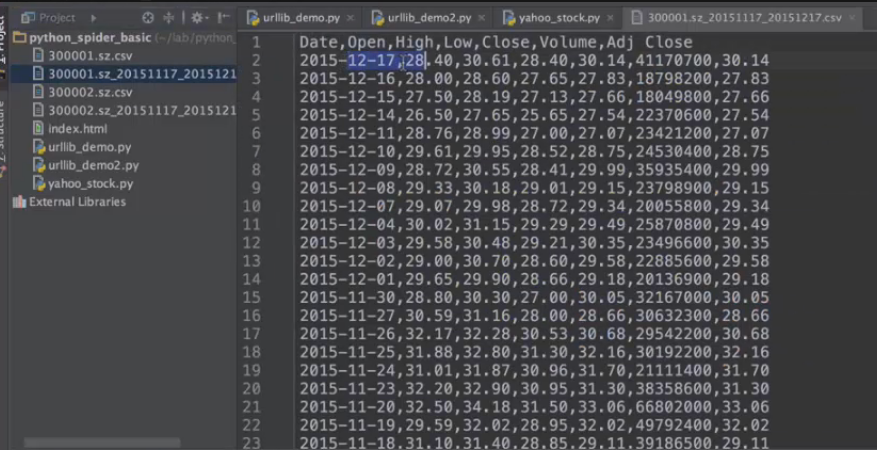 Project
urllib_demo.py
urllib_demo2.py
yahoo_stock.py
300001.sz_20151117_20151217.csv
1: Project
python_spider_basic (~/lab/python_
300001.sz.csv
300001.sz_20151117_2015121
300002.sz.csv
300002.sz_20151117_2015121
index.html
urllib_demo.py
urllib_demo2.py
yahoo_stock.py
External Libraries
1 Date,Open,High,Low,Close,Volume,Adj Close
2 2015-12-17,28.40,30.61,28.40,30.14,41170700,30.14
3 2015-12-16,28.00,28.60,27.65,27.83,18798200,27.83
4 2015-12-15,27.50,28.19,27.13,27.66,18049800,27.66
5 2015-12-14,26.50,27.65,25.65,27.54,22370600,27.54
6 2015-12-11,28.76,28.99,27.00,27.07,23421200,27.07
7 2015-12-10,29.61,29.95,28.52,28.75,24530400,28.75
8 2015-12-09,28.72,30.55,28.41,29.99,35935400,29.99
9 2015-12-08,29.33,30.18,29.01,29.15,23798900,29.15
10 2015-12-07,29.07,29.98,28.72,29.34,20055800,29.34
11 2015-12-04,30.02,31.15,29.29,29.49,25870800,29.49
12 2015-12-03,29.58,30.48,29.21,30.35,23496600,30.35
13 2015-12-02,29.00,30.70,28.60,29.58,22885600,29.58
14 2015-12-01,29.65,29.90,28.66,29.18,20136900,29.18
15 2015-11-30,28.80,30.30,27.00,30.05,32167000,30.05
16 2015-11-27,30.59,31.16,28.00,28.66,30632300,28.66
17 2015-11-26,32.17,32.28,30.53,30.68,29542200,30.68
18 2015-11-25,31.88,32.80,31.30,32.16,30192200,32.16
19 2015-11-24,31.01,31.87,30.96,31.70,21111400,31.70
20 2015-11-23,32.20,32.90,30.95,31.30,38358600,31.30
21 2015-11-20,32.50,34.18,31.50,33.06,66802000,33.06
22 2015-11-19,29.59,32.02,28.95,32.02,49792400,32.02
23 2015-11-18,31.10,31.40,28.85,29.11,39186500,29.11